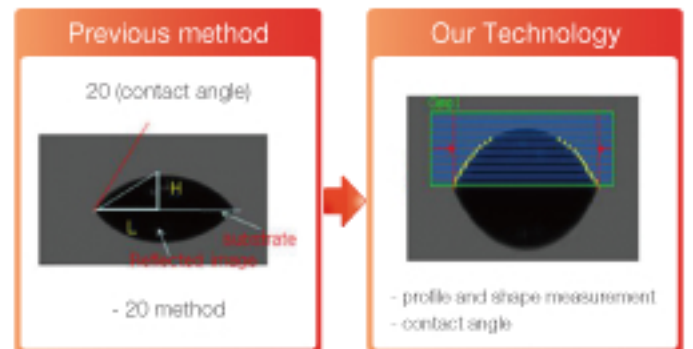 Previous method
20 (contact angle)
H
L
substrate
Reflected image
- 20 method
Our Technology
- profile and shape measurement
- contact angle